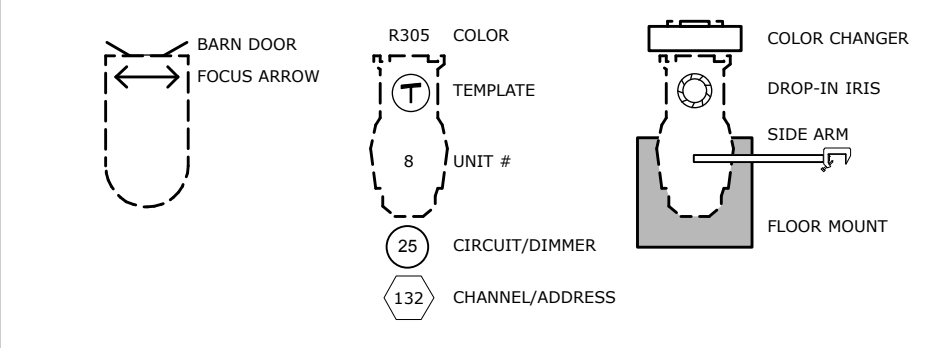 BARN DOOR
FOCUS ARROW
R305 COLOR
T TEMPLATE
8 UNIT #
25 CIRCUIT/DIMMER
132 CHANNEL/ADDRESS
COLOR CHANGER
DROP-IN IRIS
SIDE ARM
FLOOR MOUNT